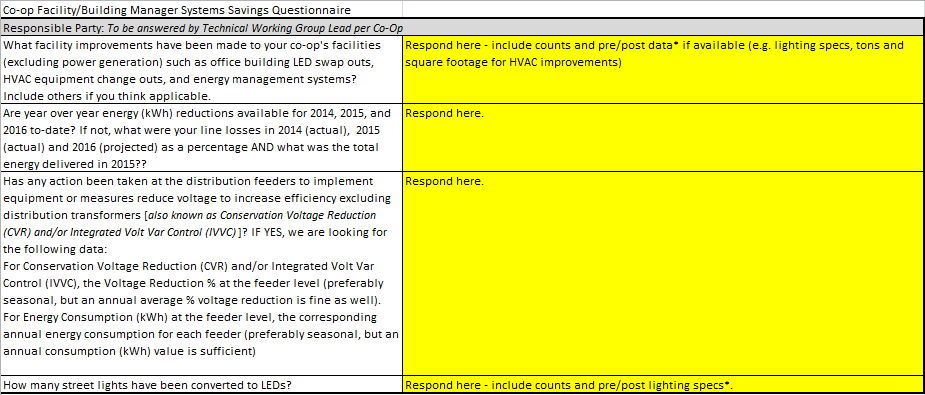 Co-op Facility/Building Manager Systems Savings Questionnaire
Responsible Party: To be answered by Technical Working Group Lead per Co-Op
What facility improvements have been made to your co-op's facilities
(excluding power generation) such as office building LED swap outs,
HVAC equipment change outs, and energy management systems?
Include others if you think applicable.
Respond here - include counts and pre/post data* if available (e.g. lighting specs, tons and
square footage for HVAC improvements)
Are year over year energy (kWh) reductions available for 2014, 2015, and
2016 to-date? If not, what were your line losses in 2014 (actual),  2015
(actual) and 2016 (projected) as a percentage AND what was the total
energy delivered in 2015??
Respond here.
Has any action been taken at the distribution feeders to implement
equipment or measures reduce voltage to increase efficiency excluding
distribution transformers [also known as Conservation Voltage Reduction
(CVR) and/or Integrated Volt Var Control (IVVC)]? IF YES, we are looking for
the following data:
For Conservation Voltage Reduction (CVR) and/or Integrated Volt Var
Control (IVVC), the Voltage Reduction % at the feeder level (preferably
seasonal, but an annual average % voltage reduction is fine as well).
For Energy Consumption (kWh) at the feeder level, the corresponding
annual energy consumption for each feeder (preferably seasonal, but an
annual consumption (kWh) value is sufficient)
Respond here.
How many street lights have been converted to LEDs?
Respond here - include counts and pre/post lighting specs*.